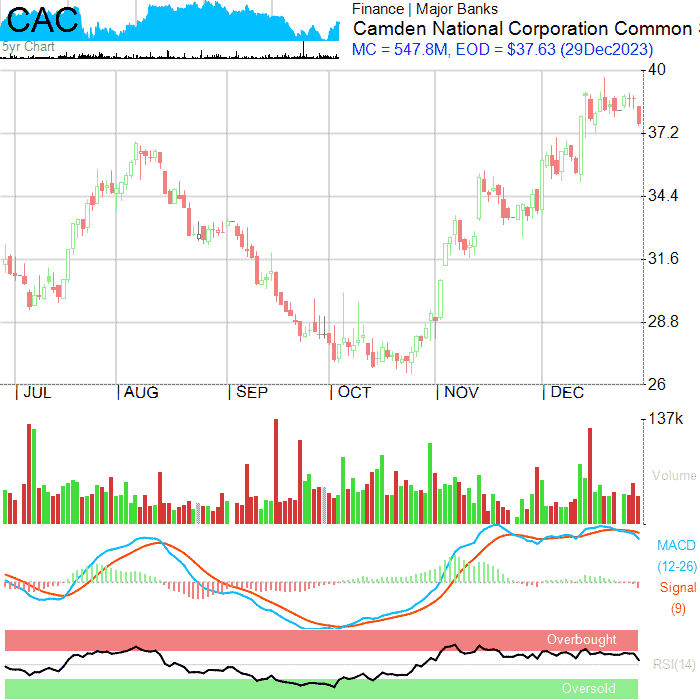 CAC
5yr Chart
Finance | Major Banks
Camden National Corporation Common
MC = 547.8M, EOD = $37.63 (29Dec2023)
40
37.2
34.4
31.6
28.8
26
|JUL |AUG |SEP |OCT |NOV |DEC
137k
Volume
MACD
(12-26)
Signal
(9)
Overbought
RSI(14)
Oversold